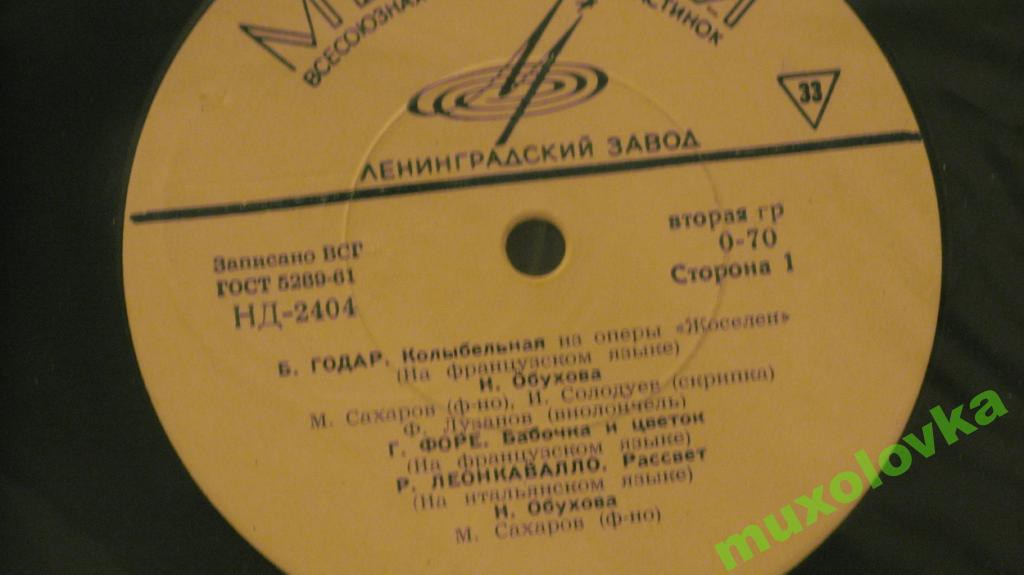 ВСЕСОЮЗНАЯ
33
ЛЕНИНГРАДСКИЙ ЗАВОД
Записано ВСГ
ГОСТ 5289-61
НД-2404
вторая гр
0-70
Сторона 1
Б. ГОДАР. Колыбельная из оперы «Жоселен»
(На французском языке)
Н. Обухова
М. Сахаров (ф-но), И. Солодуев (скрипка)
Ф. Лузанов (виолончель)
Г. ФОРЕ. Бабочка и цветок
(На французском языке)
Р. ЛЕОНКАВАЛЛО. Рассвет
(На итальянском языке)
Н. Обухова
М. Сахаров (ф-но)
muxolovka